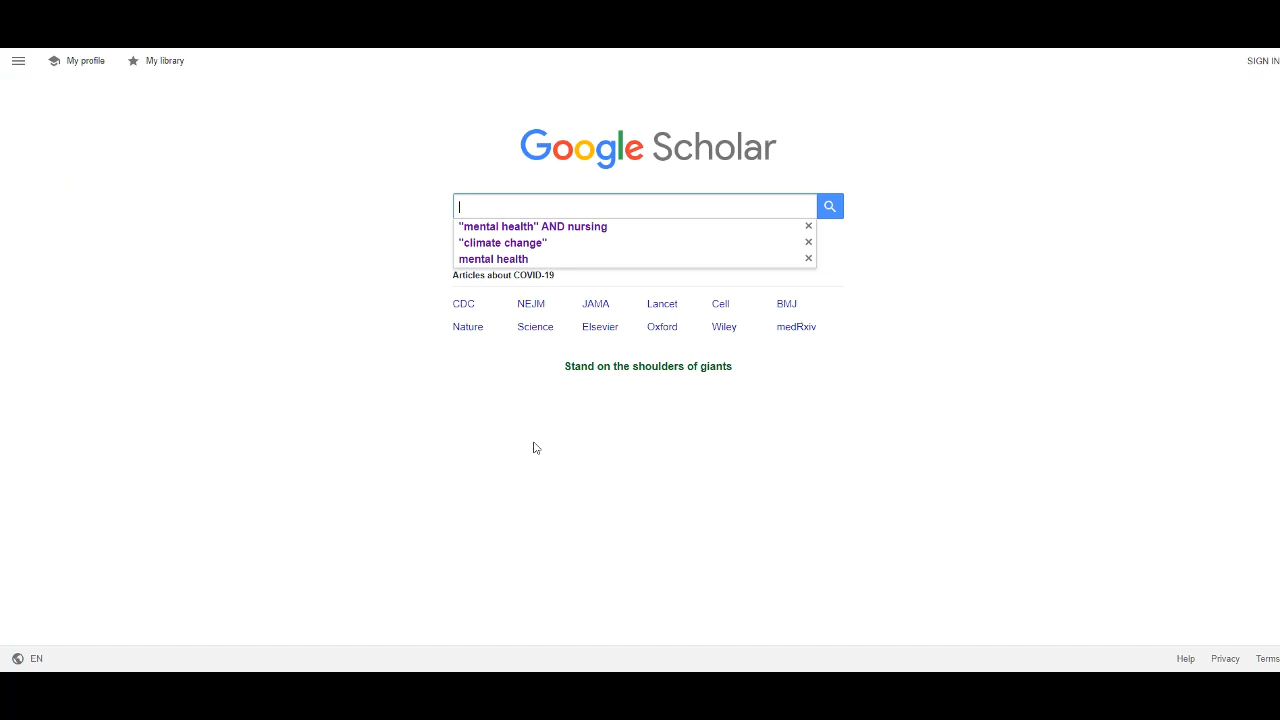 My profile My library SIGN IN
Google Scholar
"mental health" AND nursing
"climate change"
mental health
Articles about COVID-19
CDC NEJM JAMA Lancet Cell BMJ
Nature Science Elsevier Oxford Wiley medRxiv
Stand on the shoulders of giants
EN Help Privacy Terms